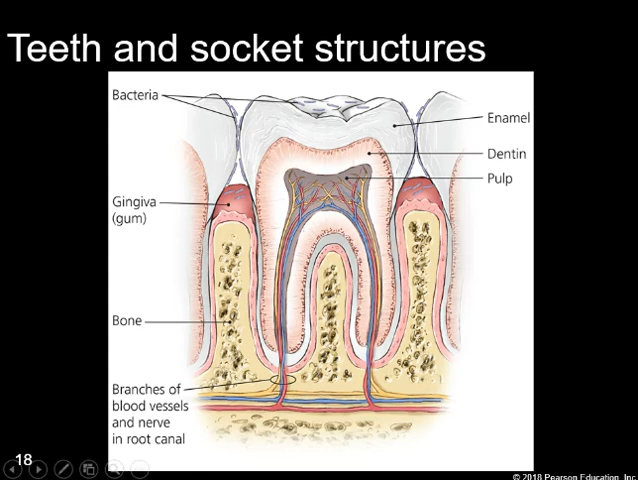 Teeth and socket structures
Bacteria
Enamel
Dentin
Pulp
Gingiva
(gum)
Bone
Branches of
blood vessels
and nerve
in root canal
18
© 2018 Pearson Education, Inc.